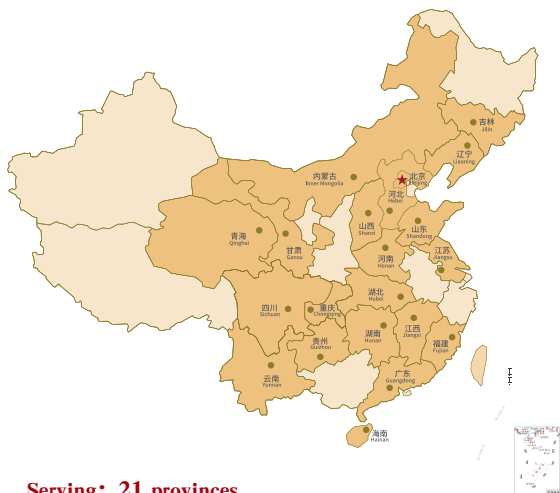 吉林
Jilin
辽宁
Liaoning
内蒙古
Inner Mongolia
北京
Beijing
河北
Hebei
山西
Shanxi
山东
Shandong
青海
Qinghai
甘肃
Gansu
河南
Henan
江苏
Jiangsu
四川
Sichuan
重庆
Chongqing
湖北
Hubei
湖南
Hunan
江西
Jiangxi
福建
Fujian
贵州
Guizhou
云南
Yunnan
广东
Guangdong
海南
Hainan
Serving: 21 provinces